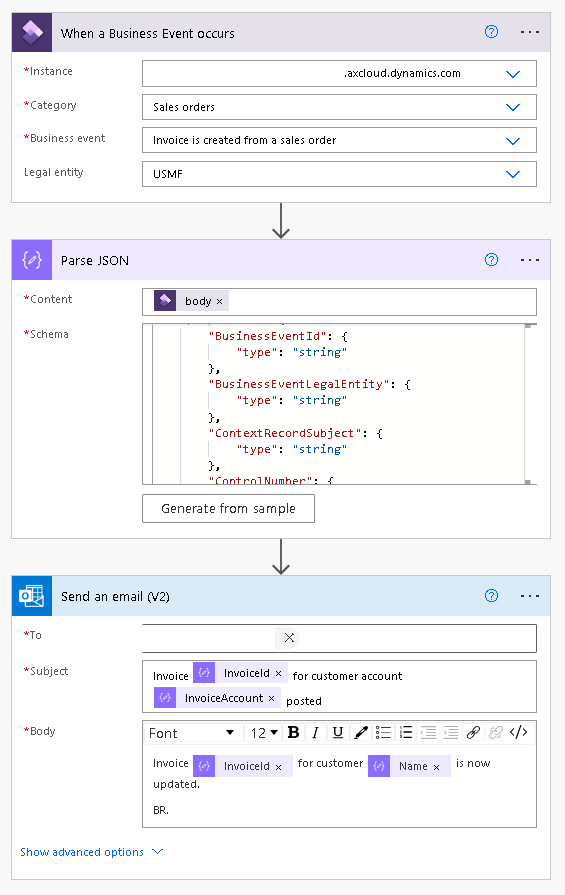 When a Business Event occurs
*Instance
.axcloud.dynamics.com
*Category
Sales orders
*Business event
Invoice is created from a sales order
Legal entity
USMF
Parse JSON
*Content
body ×
*Schema
"BusinessEventId": {
"type": "string"
},
"BusinessEventLegalEntity": {
"type": "string"
},
"ContextRecordSubject": {
"type": "string"
},
"ControlNumber": {
Generate from sample
Send an email (V2)
*To
*Subject
Invoice InvoiceId × for customer account
InvoiceAccount × posted
*Body
Font 12 B I U </>
Invoice InvoiceId × for customer Name × is now
updated.
BR.
Show advanced options